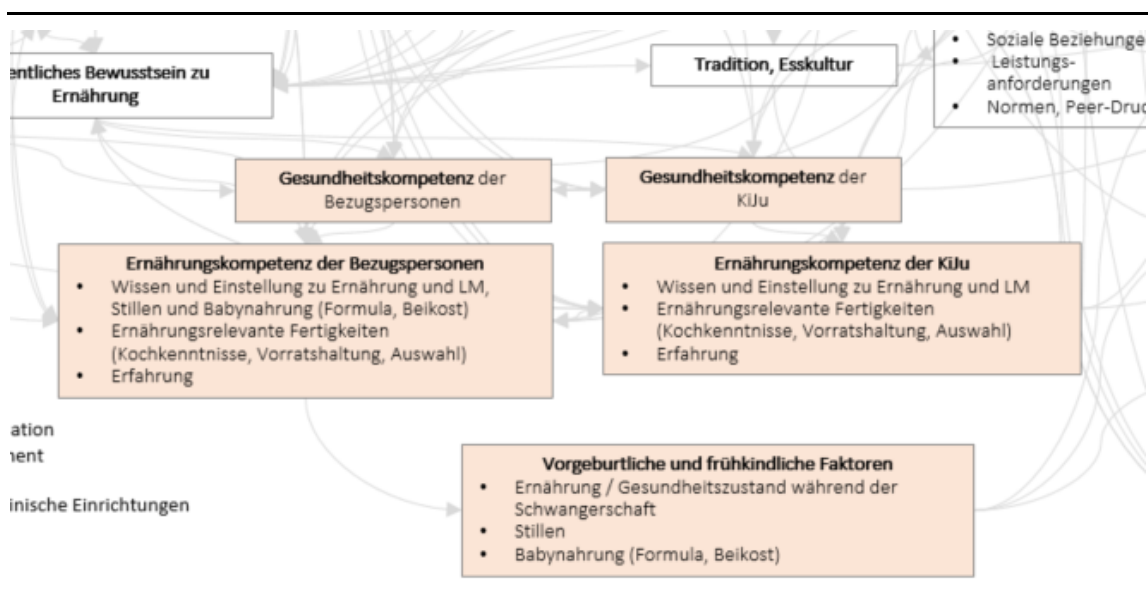 Soziale Beziehunge
• Leistungs-
anforderungen
• Normen, Peer-Druc
entliches Bewusstsein zu
Ernährung
Tradition, Esskultur
Gesundheitskompetenz der
Bezugspersonen
Gesundheitskompetenz der
KiJu
Ernährungskompetenz der Bezugspersonen
• Wissen und Einstellung zu Ernährung und LM,
Stillen und Babynahrung (Formula, Beikost)
• Ernährungsrelevante Fertigkeiten
(Kochkenntnisse, Vorratshaltung, Auswahl)
• Erfahrung
Ernährungskompetenz der KiJu
• Wissen und Einstellung zu Ernährung und LM
• Ernährungsrelevante Fertigkeiten
(Kochkenntnisse, Vorratshaltung, Auswahl)
• Erfahrung
ation
nent
inische Einrichtungen
Vorgeburtliche und frühkindliche Faktoren
• Ernährung / Gesundheitszustand während der
Schwangerschaft
• Stillen
• Babynahrung (Formula, Beikost)